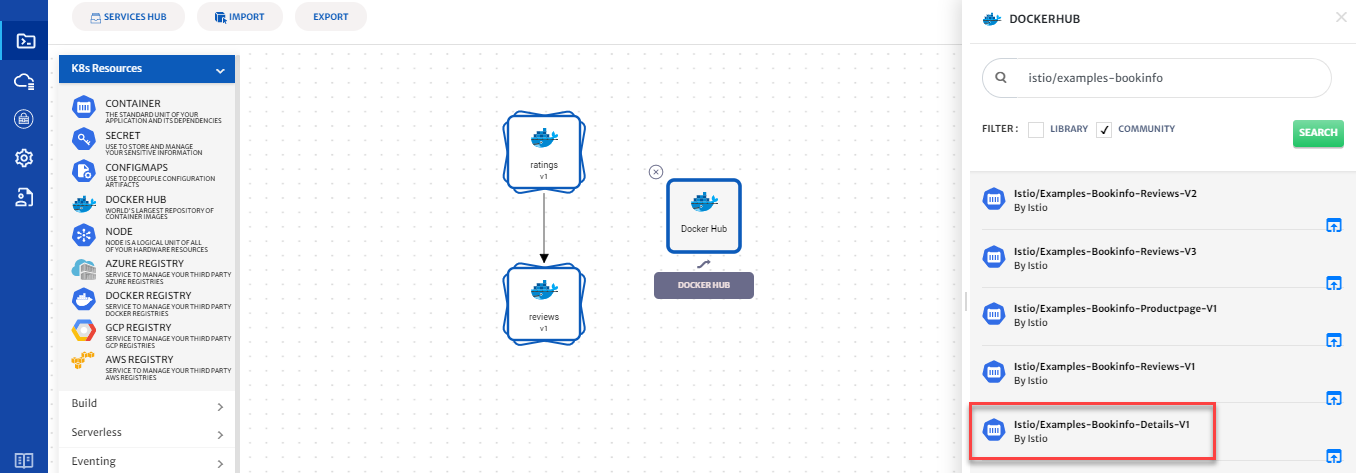 SERVICES HUB
IMPORT
EXPORT
K8s Resources
CONTAINER
THE STANDARD UNIT OF YOUR
APPLICATION AND ITS DEPENDENCIES
SECRET
USE TO STORE AND MANAGE
YOUR SENSITIVE INFORMATION
CONFIGMAPS
USE TO DECOUPLE CONFIGURATION
ARTIFACTS
DOCKER HUB
WORLD'S LARGEST REPOSITORY OF
CONTAINER IMAGES
NODE
NODE IS A LOGICAL UNIT OF ALL
OF YOUR HARDWARE RESOURCES
AZURE REGISTRY
SERVICE TO MANAGE YOUR THIRD PARTY
AZURE REGISTRIES
DOCKER REGISTRY
SERVICE TO MANAGE YOUR THIRD PARTY
DOCKER REGISTRIES
GCP REGISTRY
SERVICE TO MANAGE YOUR THIRD PARTY
GCP REGISTRIES
AWS REGISTRY
SERVICE TO MANAGE YOUR THIRD PARTY
AWS REGISTRIES
Build
Serverless
Eventing
ratings
v1
reviews
v1
Docker Hub
DOCKER HUB
DOCKERHUB
istio/examples-bookinfo
FILTER : LIBRARY COMMUNITY
SEARCH
Istio/Examples-Bookinfo-Reviews-V2
By Istio
Istio/Examples-Bookinfo-Reviews-V3
By Istio
Istio/Examples-Bookinfo-Productpage-V1
By Istio
Istio/Examples-Bookinfo-Reviews-V1
By Istio
Istio/Examples-Bookinfo-Details-V1
By Istio